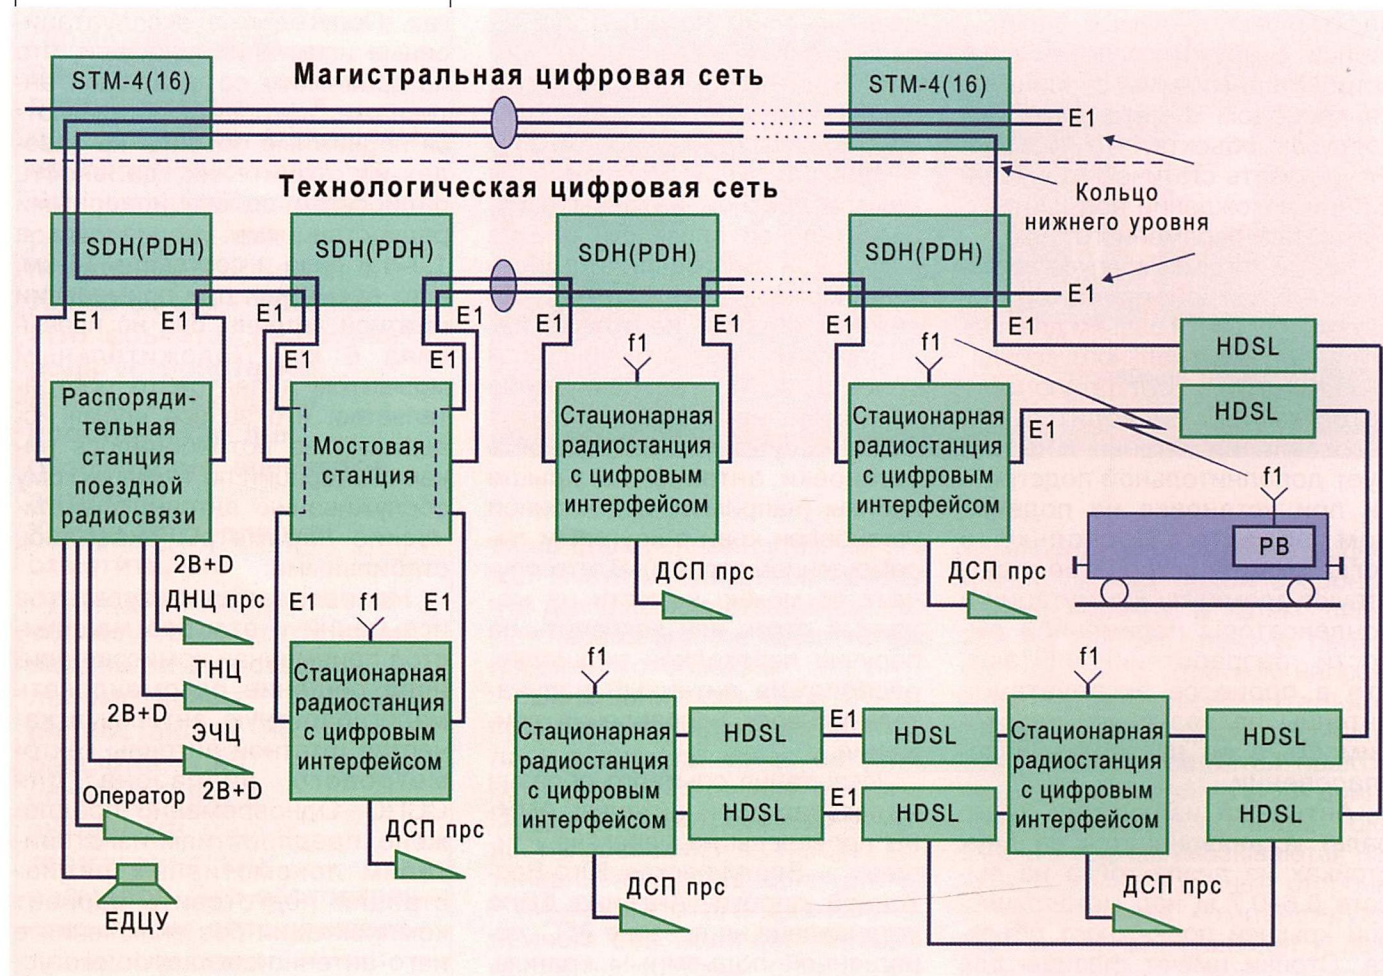 Магистральная цифровая сеть
STM-4(16)
STM-4(16)
E1
Технологическая цифровая сеть
Кольцо
нижнего уровня
SDH(PDH)
SDH(PDH)
SDH(PDH)
SDH(PDH)
E1
E1
E1
E1
E1
E1
E1
E1
E1
E1
E1
E1
f1
f1
HDSL
HDSL
E1
Распоряди-
тельная
станция
поездной
радиосвязи
Мостовая
станция
Стационарная
радиостанция
с цифровым
интерфейсом
Стационарная
радиостанция
с цифровым
интерфейсом
f1
РВ
2B+D
ДНЦ прс
ТНЦ
2B+D
ЭЧЦ
2B+D
Оператор
ЕДЦУ
E1
f1
E1
Стационарная
радиостанция
с цифровым
интерфейсом
ДСП прс
ДСП прс
ДСП прс
f1
f1
Стационарная
радиостанция
с цифровым
интерфейсом
HDSL
E1
HDSL
Стационарная
радиостанция
с цифровым
интерфейсом
HDSL
HDSL
E1
HDSL
HDSL
ДСП прс
ДСП прс